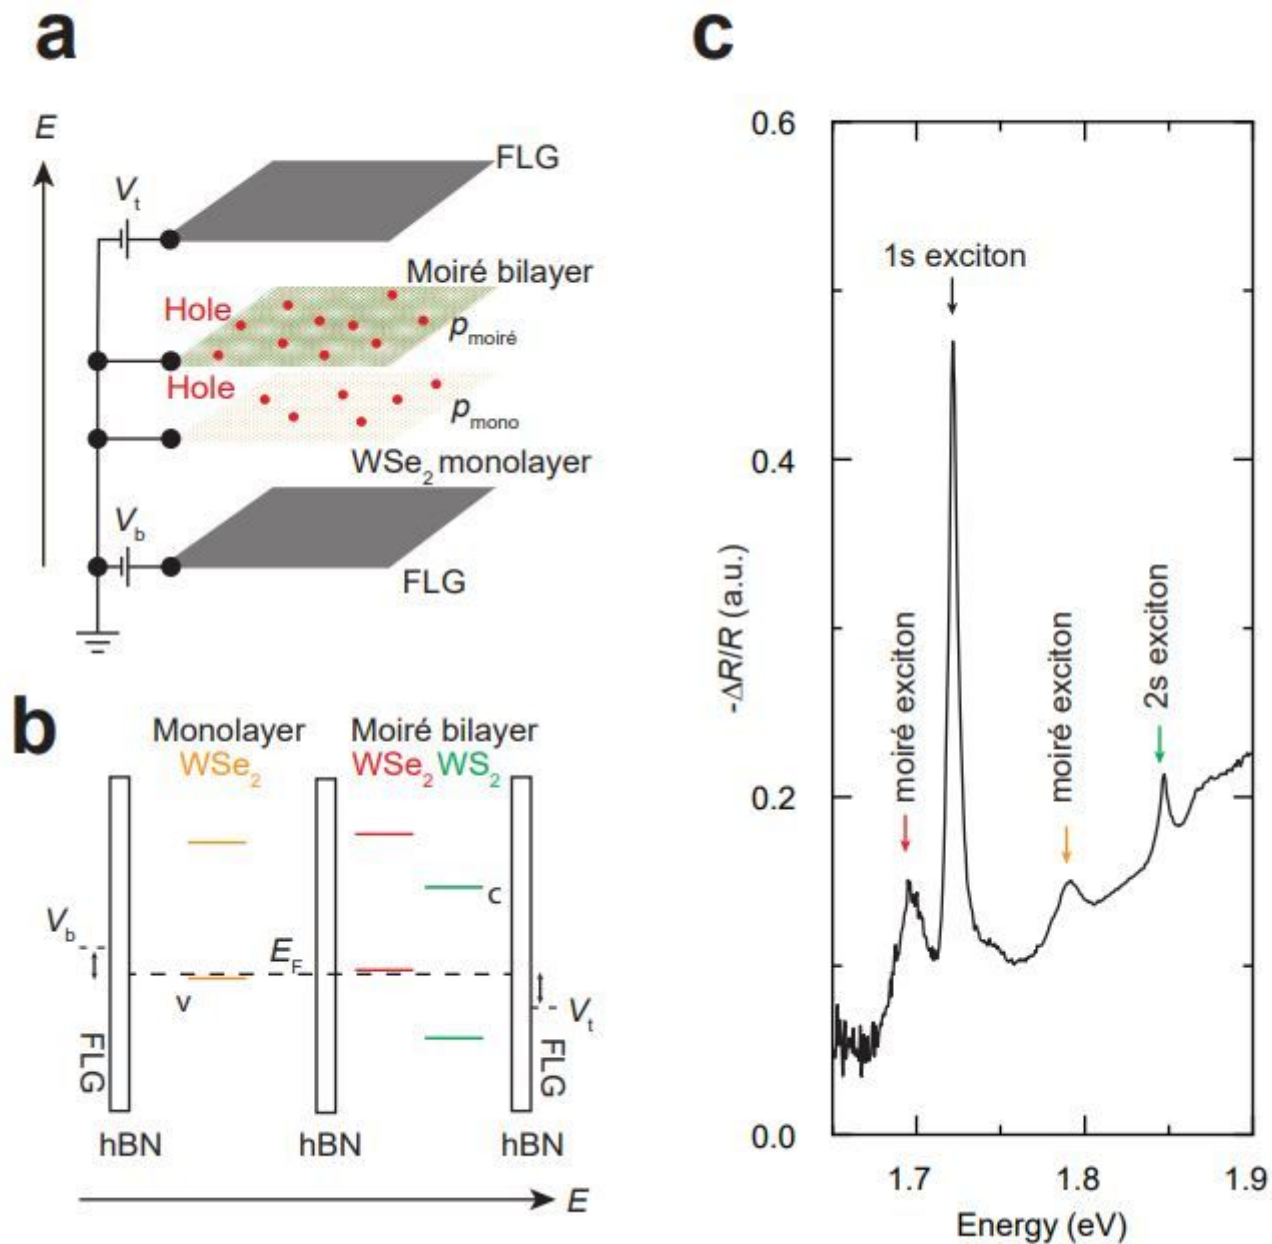 a
E
FLG
Vt
Moiré bilayer
Hole
pmoiré
Hole
pmono
WSe2 monolayer
Vb
FLG
b
Monolayer
Moiré bilayer
WSe2
WSe2 WS2
c
Vb
EF
v
Vt
FLG
FLG
hBN
hBN
hBN
E
c
0.6
1s exciton
0.4
-ΔR/R (a.u.)
moiré exciton
moiré exciton
2s exciton
0.2
0.0
1.7
1.8
1.9
Energy (eV)